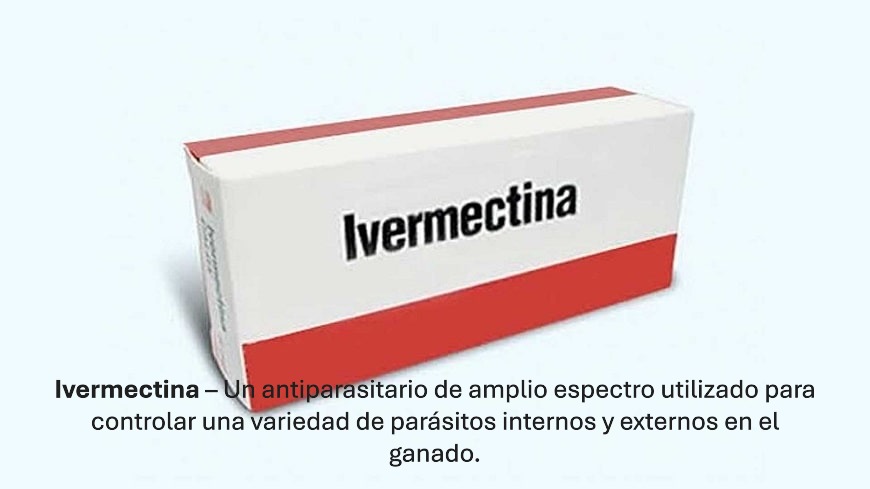 Ivermectina
Ivermectina – Un antiparasitario de amplio espectro utilizado para
controlar una variedad de parásitos internos y externos en el
ganado.